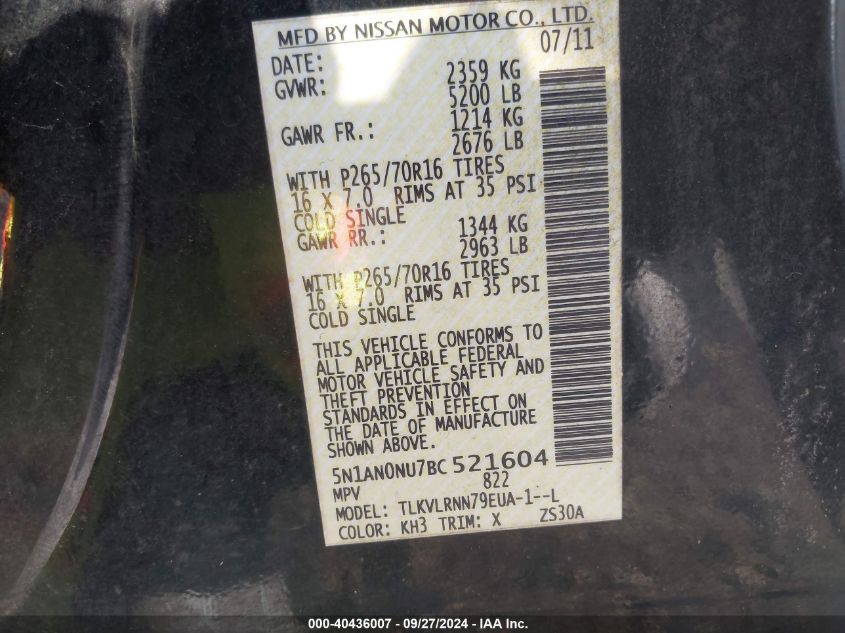 MFD BY NISSAN MOTOR CO., LTD.
DATE: 07/11
GVWR: 2359 KG
5200 LB
GAWR FR.: 1214 KG
2676 LB
WITH P265/70R16 TIRES
16 X 7.0 RIMS AT 35 PSI
COLD SINGLE
GAWR RR.: 1344 KG
2963 LB
WITH P265/70R16 TIRES
16 X 7.0 RIMS AT 35 PSI
COLD SINGLE
THIS VEHICLE CONFORMS TO
ALL APPLICABLE FEDERAL
MOTOR VEHICLE SAFETY AND
THEFT PREVENTION
STANDARDS IN EFFECT ON
THE DATE OF MANUFACTURE
SHOWN ABOVE.
5N1AN0NU7BC 521604
MPV 822
MODEL: TLKVLRNN79EUA-1--L
COLOR: KH3 TRIM: X ZS30A
000-40436007 - 09/27/2024 - IAA Inc.